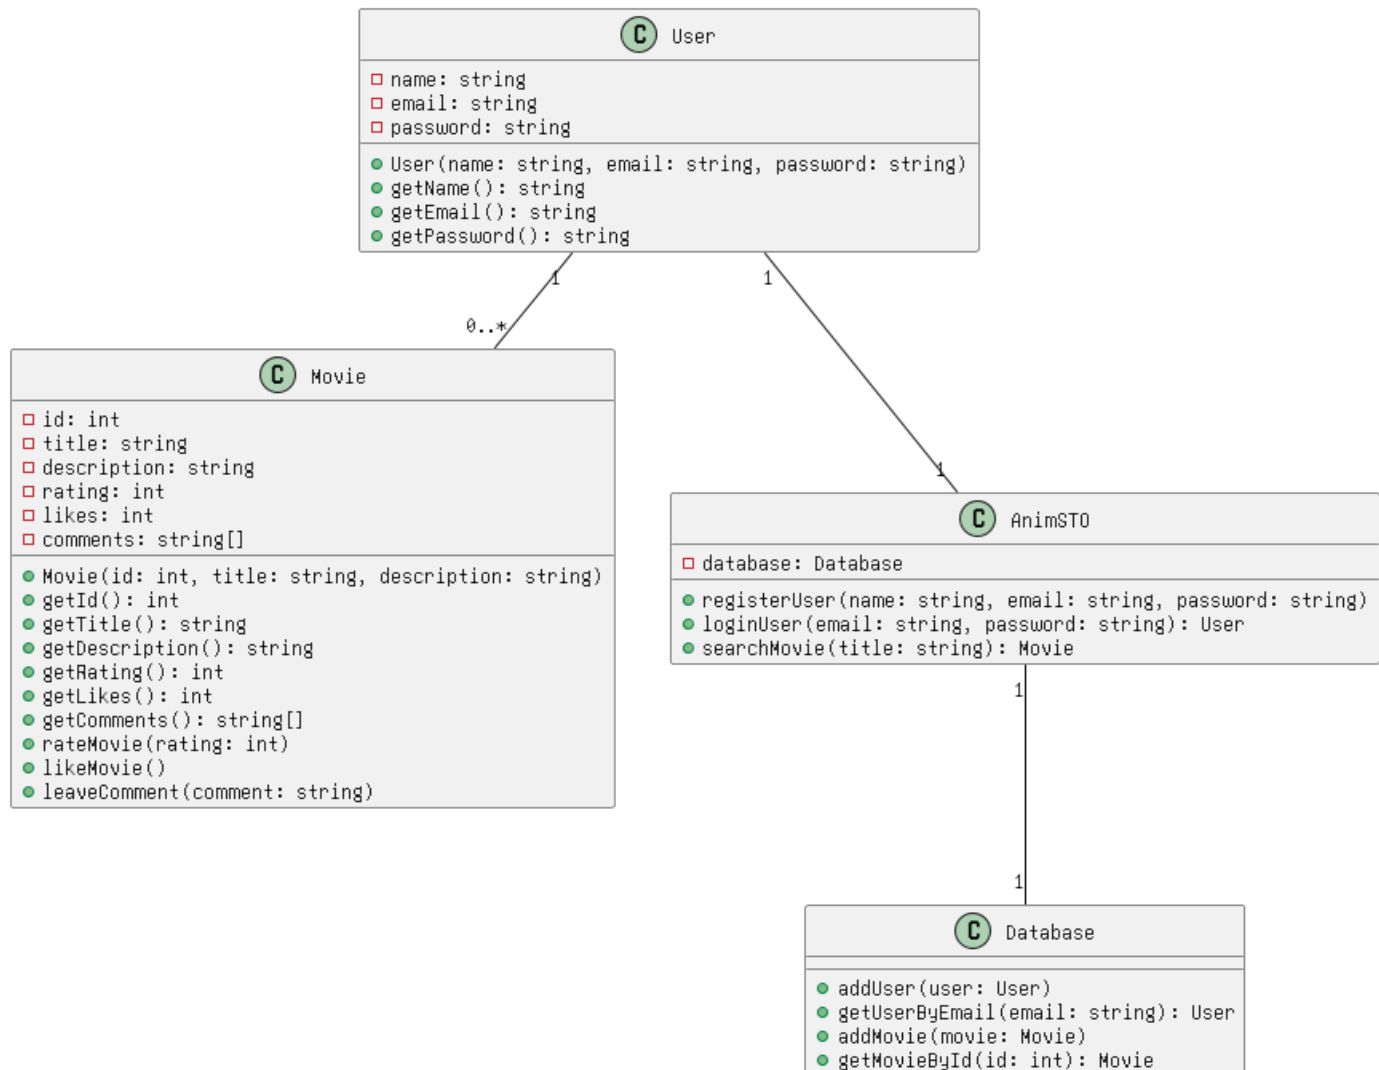 C User
name: string
email: string
password: string
User(name: string, email: string, password: string)
getName(): string
getEmail(): string
getPassword(): string
1
1
0..*
C Movie
id: int
title: string
description: string
rating: int
likes: int
comments: string[]
Movie(id: int, title: string, description: string)
getId(): int
getTitle(): string
getDescription(): string
getRating(): int
getLikes(): int
getComments(): string[]
rateMovie(rating: int)
likeMovie()
leaveComment(comment: string)
1
C AnimSTO
database: Database
registerUser(name: string, email: string, password: string)
loginUser(email: string, password: string): User
searchMovie(title: string): Movie
1
1
C Database
addUser(user: User)
getUserByEmail(email: string): User
addMovie(movie: Movie)
getMovieById(id: int): Movie